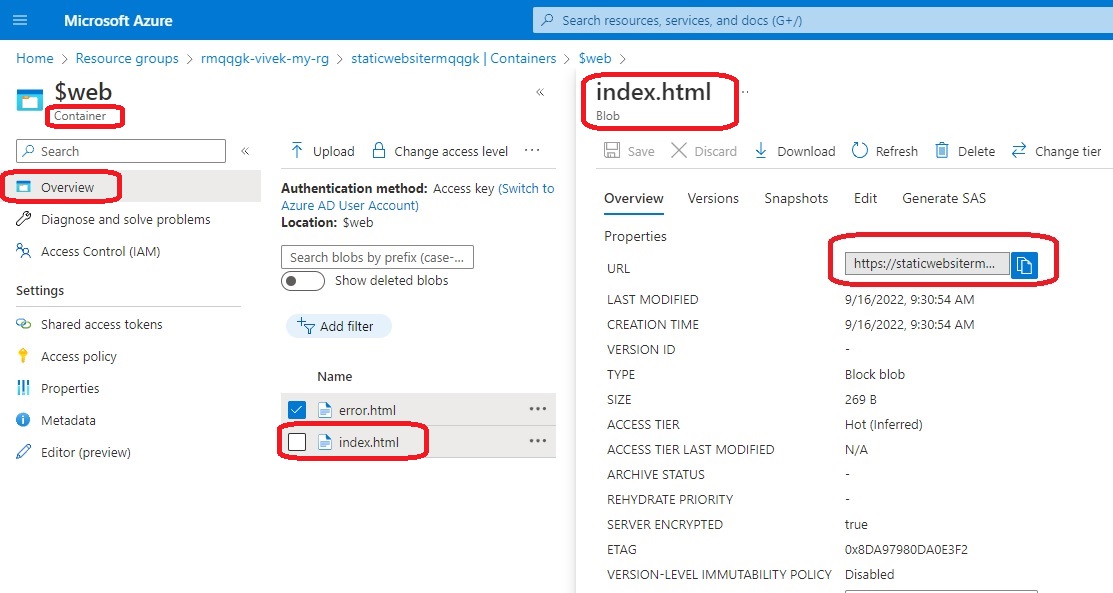 Microsoft Azure
Search resources, services, and docs (G+/)
Home > Resource groups > rmqqgk-vivek-my-rg > staticwebsitermqqgk | Containers > $web >
$web
Container
Search
Overview
Diagnose and solve problems
Access Control (IAM)
Settings
Shared access tokens
Access policy
Properties
Metadata
Editor (preview)
Upload
Change access level
Authentication method: Access key (Switch to
Azure AD User Account)
Location: $web
Search blobs by prefix (case-...
Show deleted blobs
Add filter
Name
error.html
index.html
index.html
Blob
Save Discard Download Refresh Delete Change tier
Overview Versions Snapshots Edit Generate SAS
Properties
URL https://staticwebsiterm...
LAST MODIFIED 9/16/2022, 9:30:54 AM
CREATION TIME 9/16/2022, 9:30:54 AM
VERSION ID -
TYPE Block blob
SIZE 269 B
ACCESS TIER Hot (Inferred)
ACCESS TIER LAST MODIFIED N/A
ARCHIVE STATUS -
REHYDRATE PRIORITY -
SERVER ENCRYPTED true
ETAG 0x8DA97980DA0E3F2
VERSION-LEVEL IMMUTABILITY POLICY Disabled